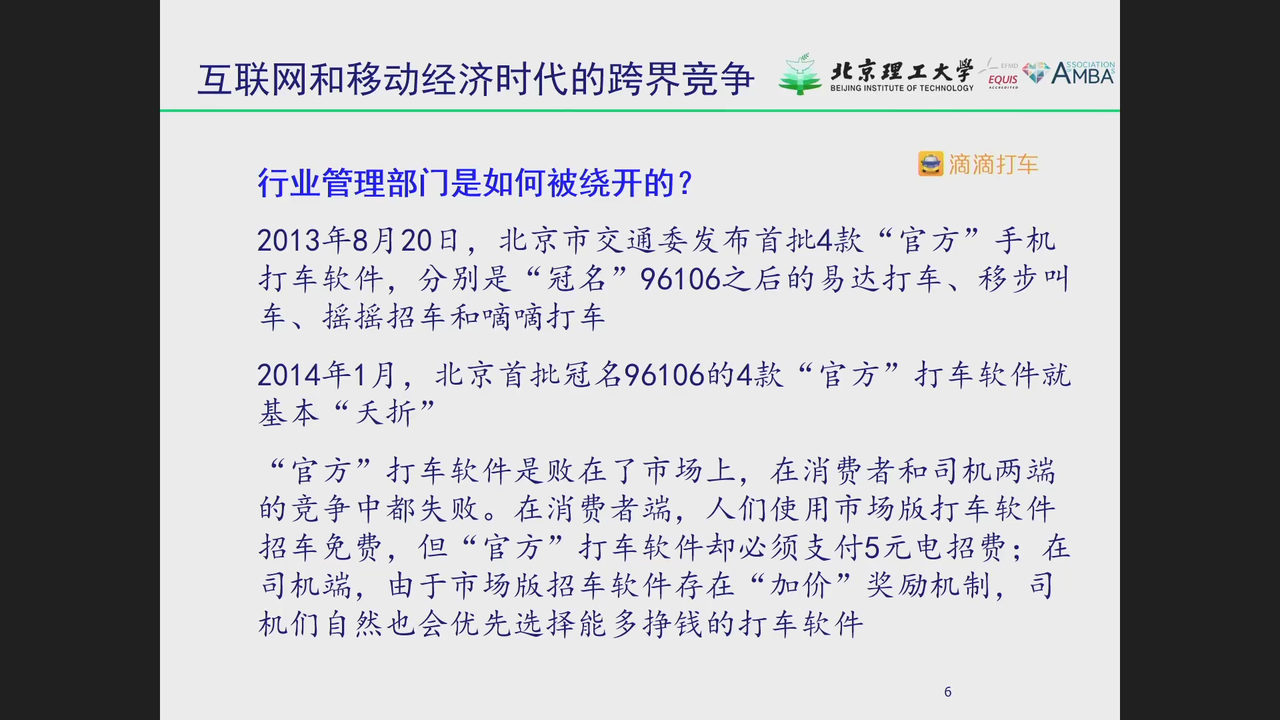 互联网和移动经济时代的跨界竞争
北京理工大学
BEIJING INSTITUTE OF TECHNOLOGY
EFMD
EQUIS
ACCREDITED
ASSOCIATION
AMBAs
滴滴打车
行业管理部门是如何被绕开的？
2013年8月20日，北京市交通委发布首批4款“官方”手机
打车软件，分别是“冠名”96106之后的易达打车、移步叫
车、摇摇招车和嘀嘀打车
2014年1月，北京首批冠名96106的4款“官方”打车软件就
基本“夭折”
“官方”打车软件是败在了市场上，在消费者和司机两端
的竞争中都失败。在消费者端，人们使用市场版打车软件
招车免费，但“官方”打车软件却必须支付5元电招费；在
司机端，由于市场版招车软件存在“加价”奖励机制，司
机们自然也会优先选择能多挣钱的打车软件
6